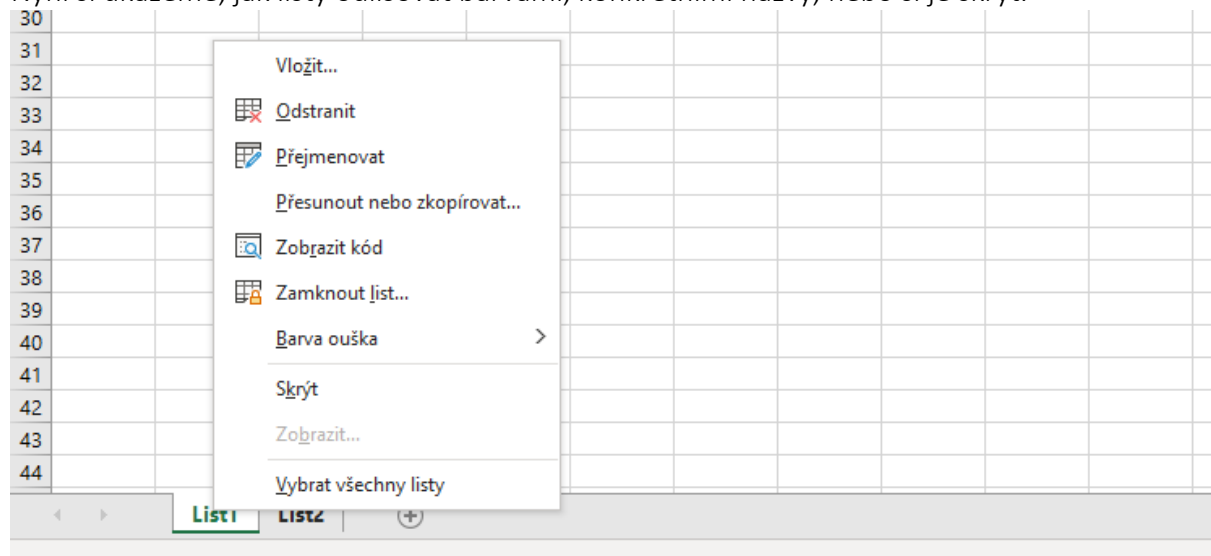 30
31
32
33
34
35
36
37
38
39
40
41
42
43
44
Vložit...
Odstranit
Přejmenovat
Přesunout nebo zkopírovat...
Zobrazit kód
Zamknout list...
Barva ouška
Skrýt
Zobrazit...
Vybrat všechny listy
List1 List2